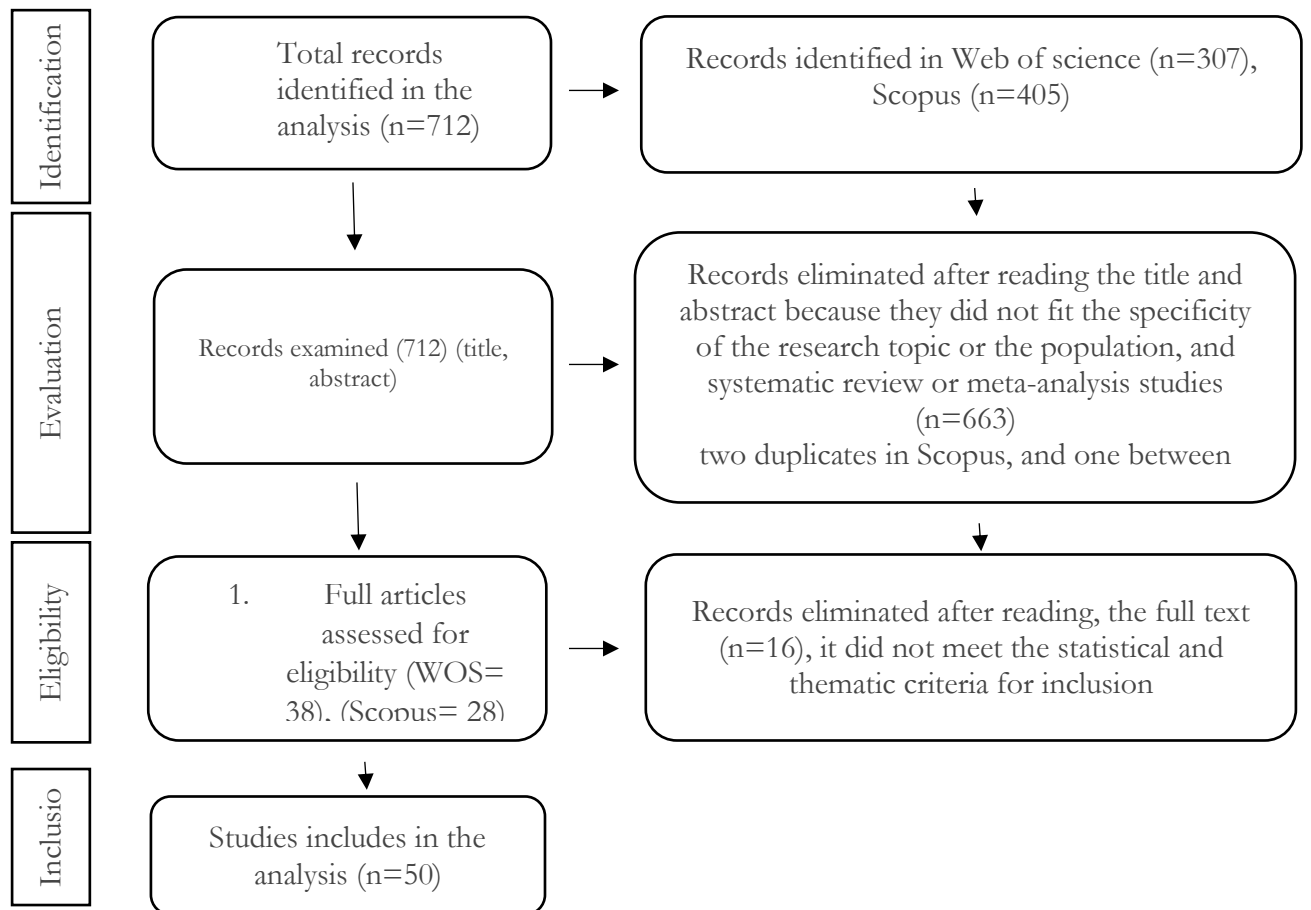 Identification
Total records
identified in the
analysis (n=712)
Records identified in Web of science (n=307),
Scopus (n=405)
Evaluation
Records examined (712) (title,
abstract)
Records eliminated after reading the title and
abstract because they did not fit the specificity
of the research topic or the population, and
systematic review or meta-analysis studies
(n=663)
two duplicates in Scopus, and one between
Eligibility
1. Full articles
assessed for
eligibility (WOS=
38), (Scopus= 28)
Records eliminated after reading, the full text
(n=16), it did not meet the statistical and
thematic criteria for inclusion
Inclusio
Studies includes in the
analysis (n=50)